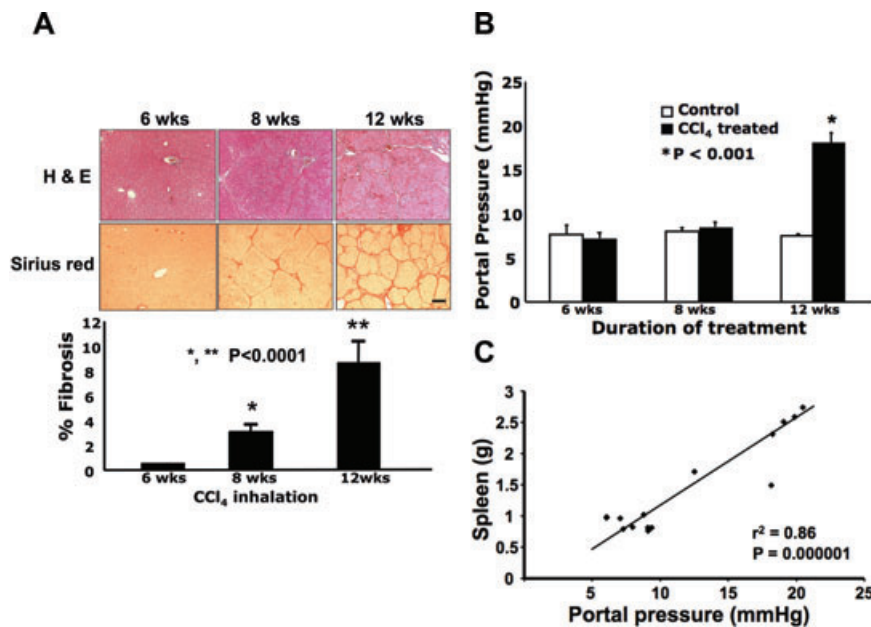 A
6 wks 8 wks 12 wks
H & E
Sirius red
12
10
8
6
4
2
0
% Fibrosis
*, ** P<0.0001
*
**
6 wks 8 wks 12wks
CCl₄ inhalation
B
25
20
15
10
5
0
Portal Pressure (mmHg)
Control
CCl₄ treated
*P < 0.001
*
6 wks 8 wks 12 wks
Duration of treatment
C
3
2.5
2
1.5
1
0.5
0
Spleen (g)
r² = 0.86
P = 0.000001
5 10 15 20 25
Portal pressure (mmHg)